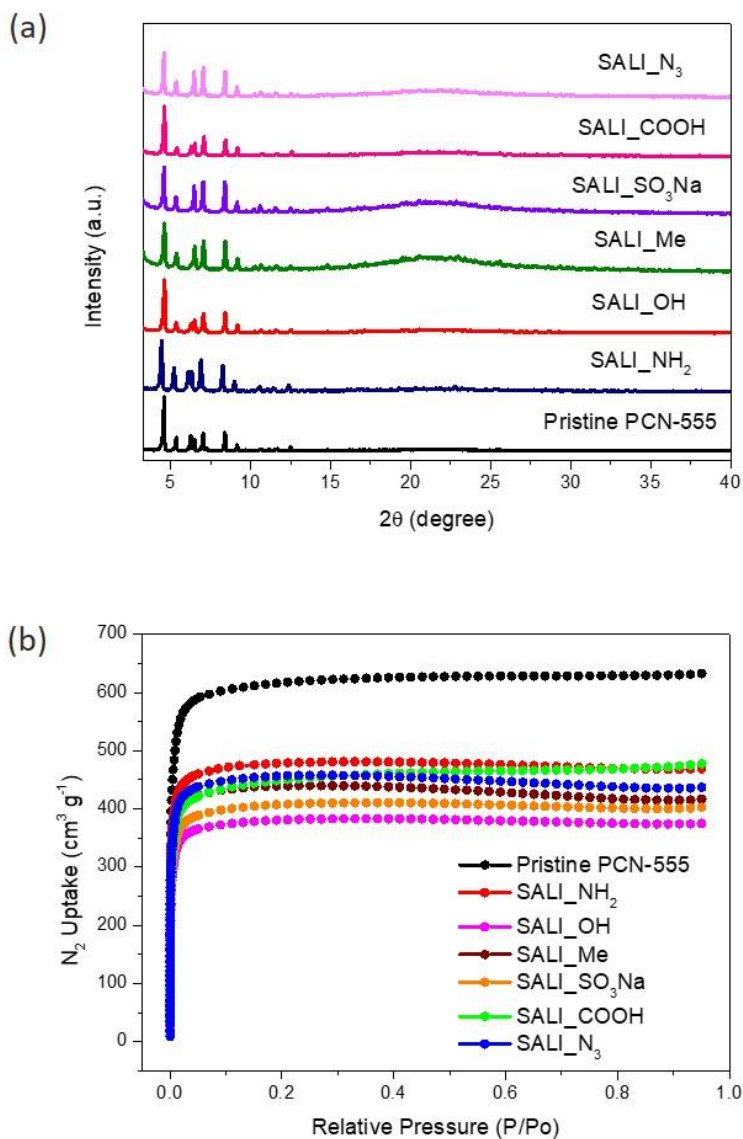 (a)
SALI_N₃
SALI_COOH
SALI_SO₃Na
SALI_Me
SALI_OH
SALI_NH₂
Pristine PCN-555
Intensity (a.u.)
5 10 15 20 25 30 35 40
2θ (degree)
(b)
700
600
500
400
300
200
100
0
N₂ Uptake (cm³ g⁻¹)
Pristine PCN-555
SALI_NH₂
SALI_OH
SALI_Me
SALI_SO₃Na
SALI_COOH
SALI_N₃
0.0 0.2 0.4 0.6 0.8 1.0
Relative Pressure (P/Po)